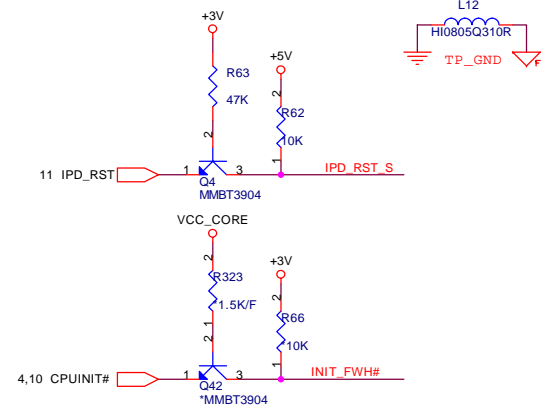 L12
+3V
HI0805Q310R
TP_GND
F
R63
+5V
47K
2
2
R62
10K
11 IPD_RST
1
3
1
IPD_RST_S
Q4
MMBT3904
VCC_CORE
+3V
2
R323
2
*1.5K/F
1
R66
2
*10K
4,10 CPUINIT#
1
3
1
INIT_FWH#
Q42
*MMBT3904